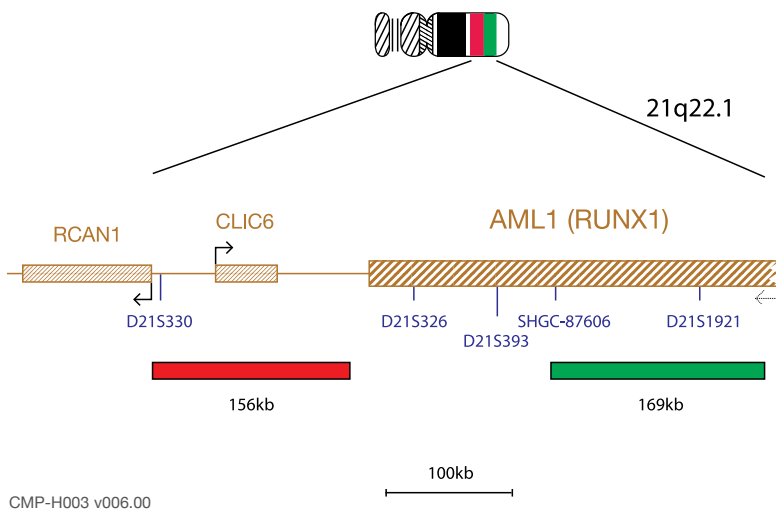 21q22.1
RCAN1
CLIC6
AML1 (RUNX1)
D21S330
D21S326
D21S393
SHGC-87606
D21S1921
156kb
169kb
100kb
CMP-H003 v006.00